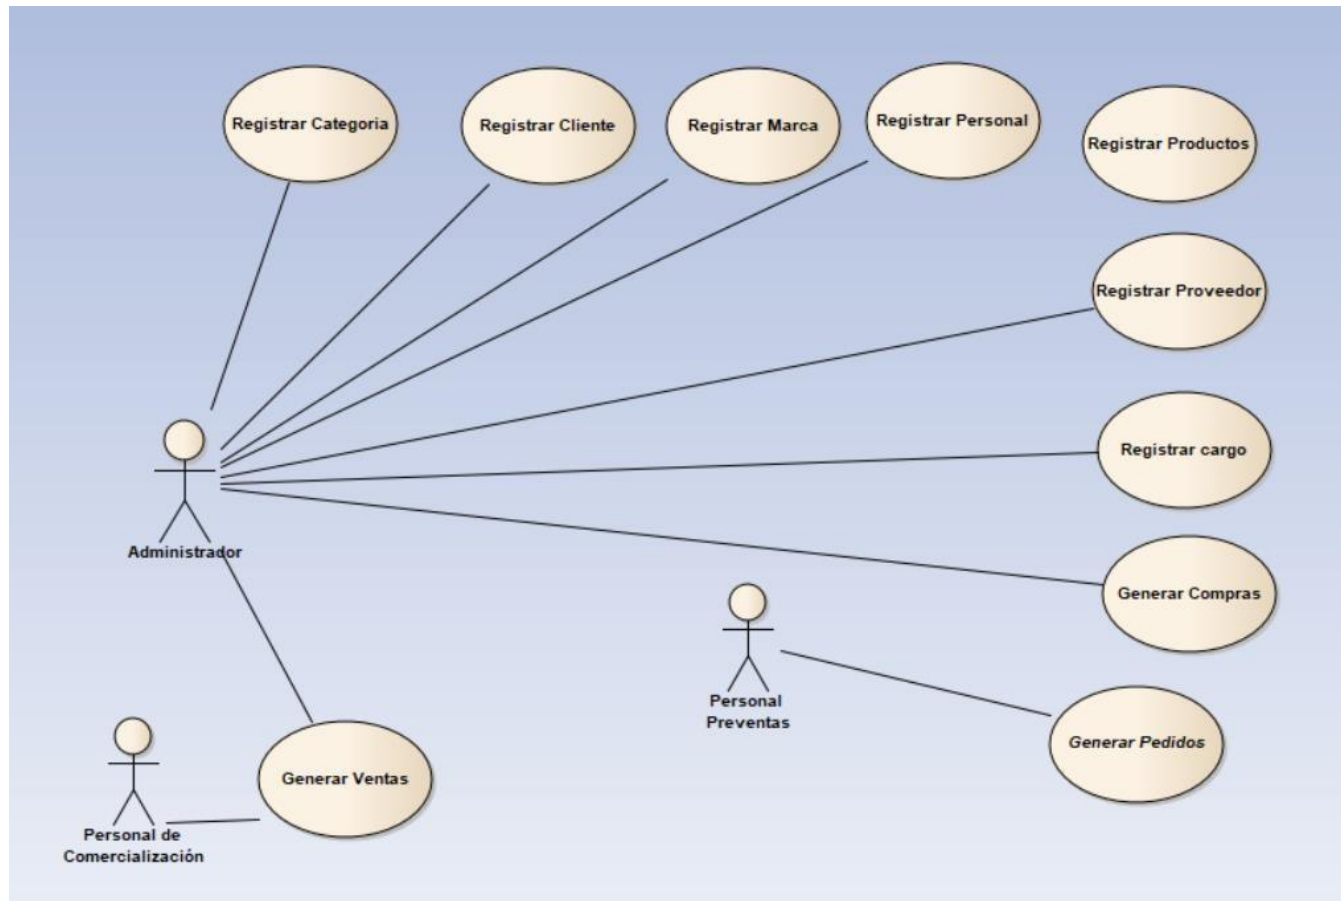 Registrar Categoria
Registrar Cliente
Registrar Marca
Registrar Personal
Registrar Productos
Registrar Proveedor
Registrar cargo
Administrador
Generar Compras
Personal
Preventas
Generar Pedidos
Generar Ventas
Personal de
Comercialización